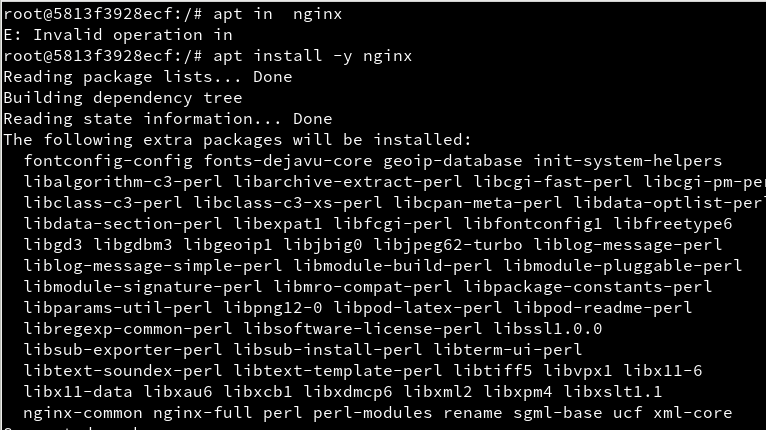 root@5813f3928ecf:/# apt in  nginx
E: Invalid operation in
root@5813f3928ecf:/# apt install -y nginx
Reading package lists... Done
Building dependency tree
Reading state information... Done
The following extra packages will be installed:
  fontconfig-config fonts-dejavu-core geoip-database init-system-helpers
  libalgorithm-c3-perl libarchive-extract-perl libcgi-fast-perl libcgi-pm-per
  libclass-c3-perl libclass-c3-xs-perl libcpan-meta-perl libdata-optlist-perl
  libdata-section-perl libexpat1 libfcgi-perl libfontconfig1 libfreetype6
  libgd3 libgdbm3 libgeoip1 libjbig0 libjpeg62-turbo liblog-message-perl
  liblog-message-simple-perl libmodule-build-perl libmodule-pluggable-perl
  libmodule-signature-perl libmro-compat-perl libpackage-constants-perl
  libparams-util-perl libpng12-0 libpod-latex-perl libpod-readme-perl
  libregexp-common-perl libsoftware-license-perl libssl1.0.0
  libsub-exporter-perl libsub-install-perl libterm-ui-perl
  libtext-soundex-perl libtext-template-perl libtiff5 libvpx1 libx11-6
  libx11-data libxau6 libxcb1 libxdmcp6 libxml2 libxpm4 libxslt1.1
  nginx-common nginx-full perl perl-modules rename sgml-base ucf xml-core